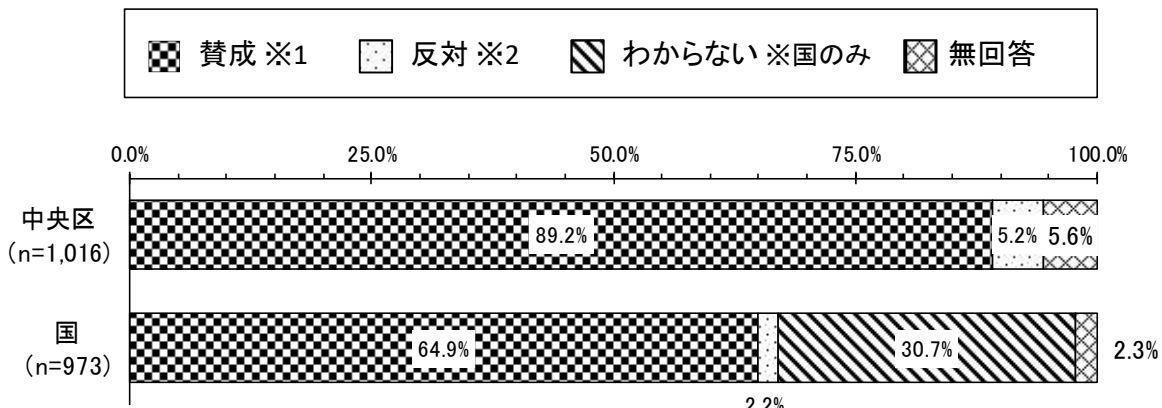 賛成 ※1 反対 ※2 わからない ※国のみ 無回答
0.0% 25.0% 50.0% 75.0% 100.0%
中央区
(n=1,016)
89.2% 5.2% 5.6%
国
(n=973)
64.9% 30.7% 2.3%
2.2%